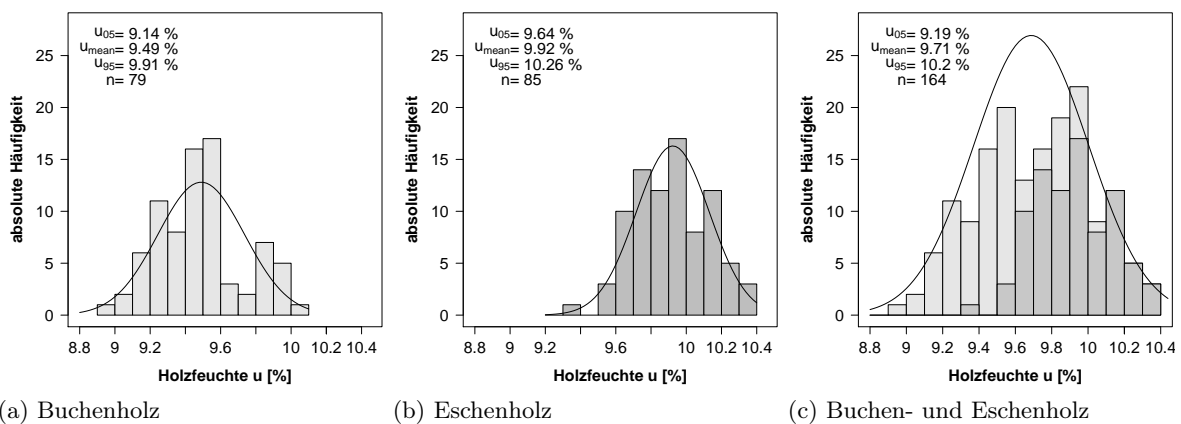 u05= 9.14 %
umean= 9.49 %
u95= 9.91 %
n= 79
absolute Häufigkeit
25
20
15
10
5
0
8.8 9 9.2 9.6 10 10.2 10.4
Holzfeuchte u [%]
(a) Buchenholz
u05= 9.64 %
umean= 9.92 %
u95= 10.26 %
n= 85
absolute Häufigkeit
25
20
15
10
5
0
8.8 9 9.2 9.6 10 10.2 10.4
Holzfeuchte u [%]
(b) Eschenholz
u05= 9.19 %
umean= 9.71 %
u95= 10.2 %
n= 164
absolute Häufigkeit
25
20
15
10
5
0
8.8 9 9.2 9.4 9.6 9.8 10 10.2 10.4
Holzfeuchte u [%]
(c) Buchen- und Eschenholz